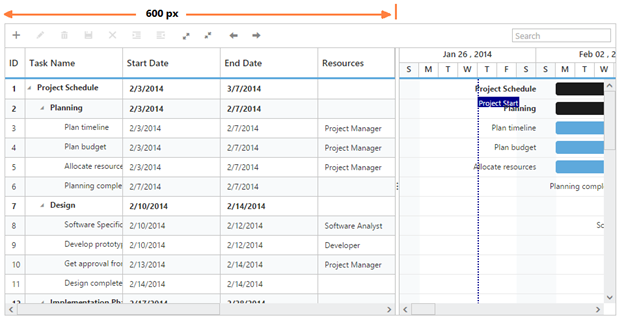 600 px
Search
ID Task Name Start Date End Date Resources
Jan 26 , 2014 Feb 02 , 2
S M T W T F S S M T W
1 Project Schedule 2/3/2014 3/7/2014 Project Schedule
Project Start
2 Planning 2/3/2014 2/7/2014 Planning
3 Plan timeline 2/3/2014 2/7/2014 Project Manager Plan timeline
4 Plan budget 2/3/2014 2/7/2014 Project Manager Plan budget
5 Allocate resource 2/3/2014 2/7/2014 Project Manager Allocate resources
6 Planning comple 2/7/2014 2/7/2014 Planning compl
7 Design 2/10/2014 2/14/2014
8 Software Specific 2/10/2014 2/12/2014 Software Analyst So
9 Develop prototyp 2/10/2014 2/12/2014 Developer
10 Get approval fron 2/13/2014 2/14/2014 Project Manager
11 Design complete 2/14/2014 2/14/2014
12 Implementation Ph 2/17/2014 2/28/2014